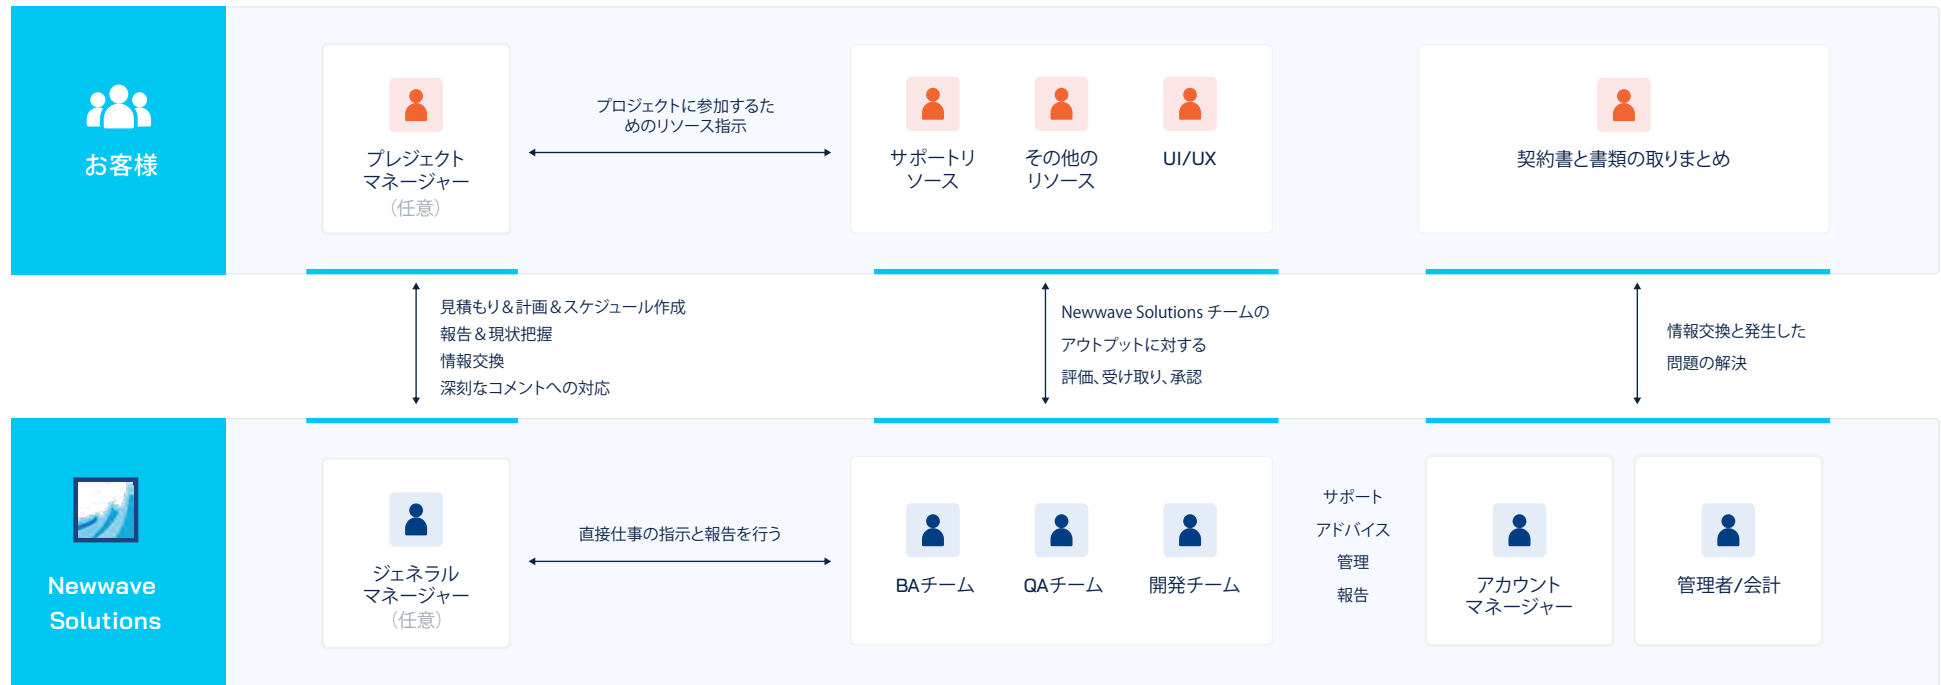 お客様
プレジェクト
マネージャー
（任意）
プロジェクトに参加するた
めのリソース指示
サポートリ
ソース
その他の
リソース
UI/UX
契約書と書類の取りまとめ
見積もり＆計画＆スケジュール作成
報告＆現状把握
情報交換
深刻なコメントへの対応
Newwave Solutions チームの
アウトプットに対する
評価、受け取り、承認
情報交換と発生した
問題の解決
Newwave
Solutions
ジェネラル
マネージャー
（任意）
直接仕事の指示と報告を行う
BAチーム
QAチーム
開発チーム
サポート
アドバイス
管理
報告
アカウント
マネージャー
管理者/会計